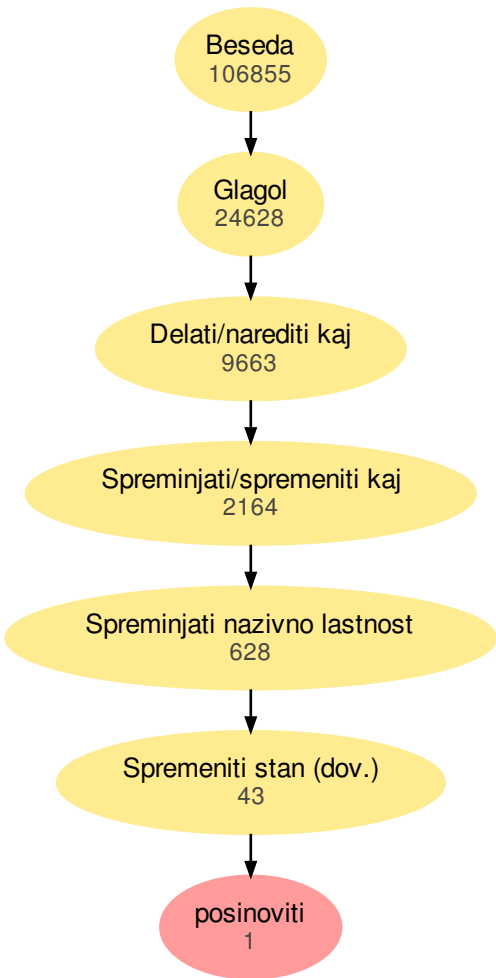 Beseda
106855
Glagol
24628
Delati/narediti kaj
9663
Spreminjati/spremeniti kaj
2164
Spreminjati nazivno lastnost
628
Spremeniti stan (dov.)
43
posinoviti
1